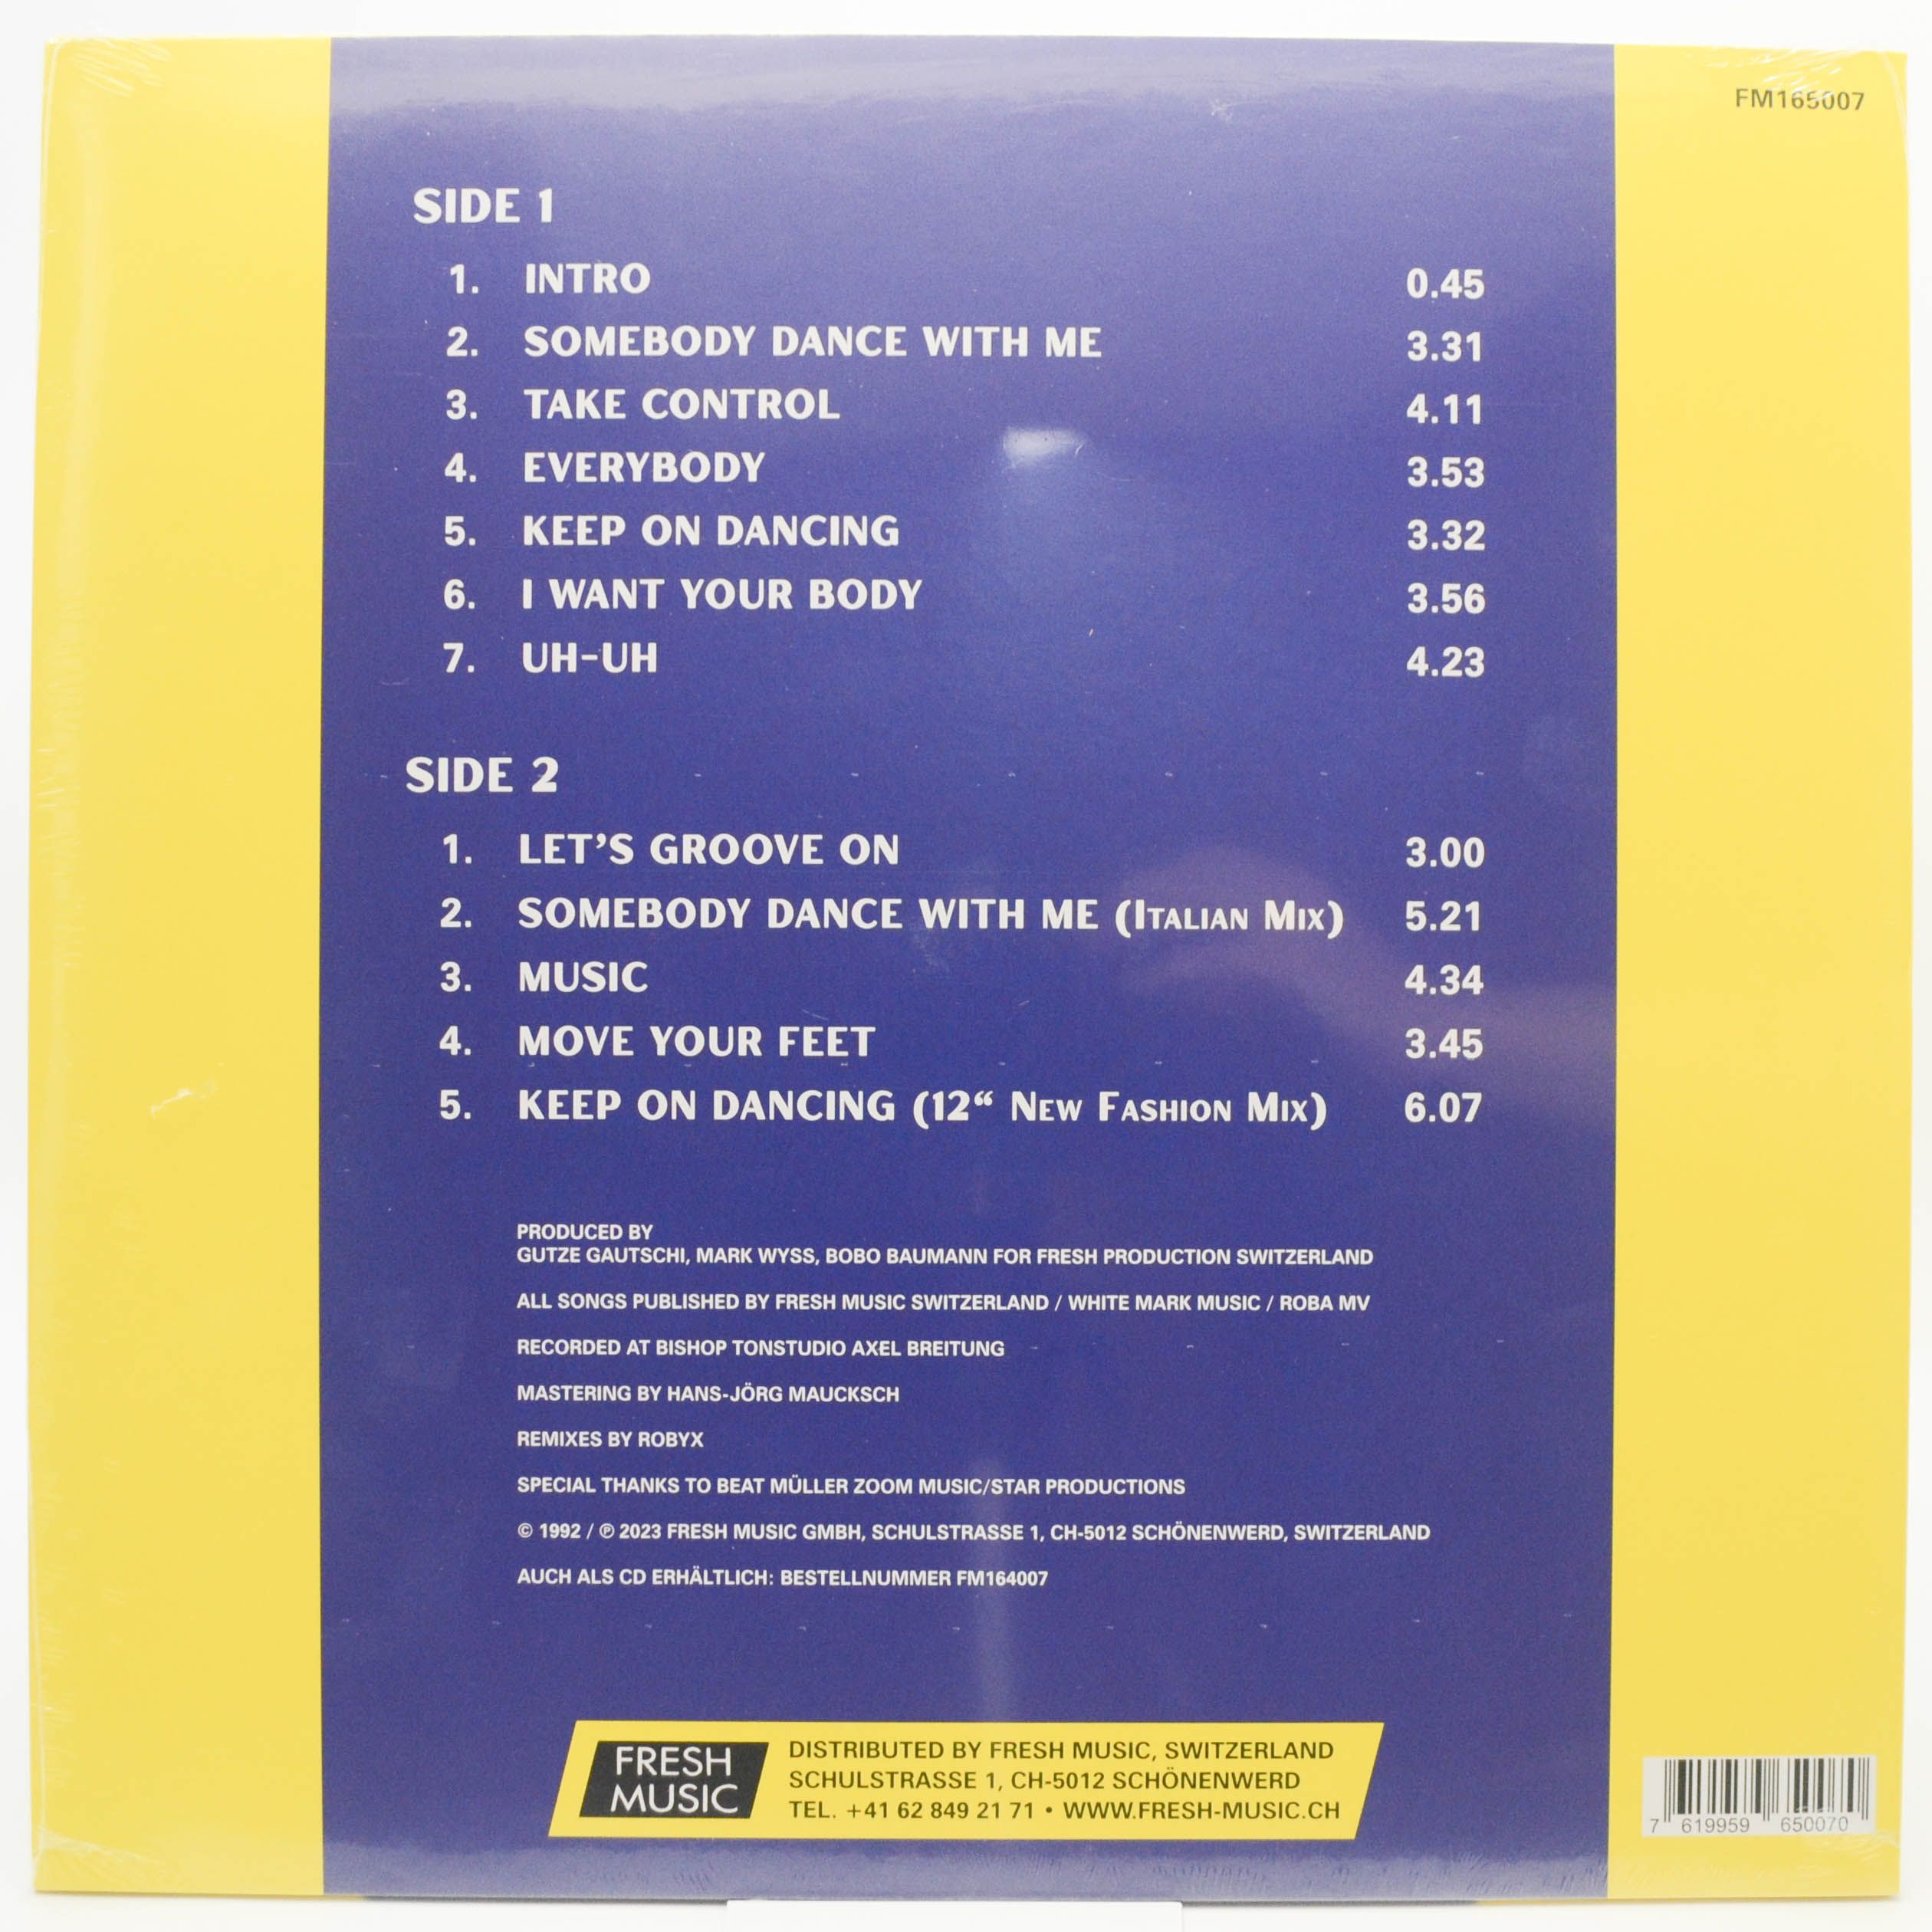 FM165007
SIDE 1
1. INTRO 0.45
2. SOMEBODY DANCE WITH ME 3.31
3. TAKE CONTROL 4.11
4. EVERYBODY 3.53
5. KEEP ON DANCING 3.32
6. I WANT YOUR BODY 3.56
7. UH-UH 4.23
SIDE 2
1. LET'S GROOVE ON 3.00
2. SOMEBODY DANCE WITH ME (ITALIAN MIX) 5.21
3. MUSIC 4.34
4. MOVE YOUR FEET 3.45
5. KEEP ON DANCING (12“ NEW FASHION MIX) 6.07
PRODUCED BY
GUTZE GAUTSCHI, MARK WYSS, BOBO BAUMANN FOR FRESH PRODUCTION SWITZERLAND
ALL SONGS PUBLISHED BY FRESH MUSIC SWITZERLAND / WHITE MARK MUSIC / ROBA MV
RECORDED AT BISHOP TONSTUDIO AXEL BREITUNG
MASTERING BY HANS-JÖRG MAUCKSCH
REMIXES BY ROBYX
SPECIAL THANKS TO BEAT MÜLLER ZOOM MUSIC/STAR PRODUCTIONS
© 1992 / ℗ 2023 FRESH MUSIC GMBH, SCHULSTRASSE 1, CH-5012 SCHÖNENWERD, SWITZERLAND
AUCH ALS CD ERHÄLTLICH: BESTELLNUMMER FM164007
FRESH
MUSIC
DISTRIBUTED BY FRESH MUSIC, SWITZERLAND
SCHULSTRASSE 1, CH-5012 SCHÖNENWERD
TEL. +41 62 849 21 71 • WWW.FRESH-MUSIC.CH
7 619959 650070